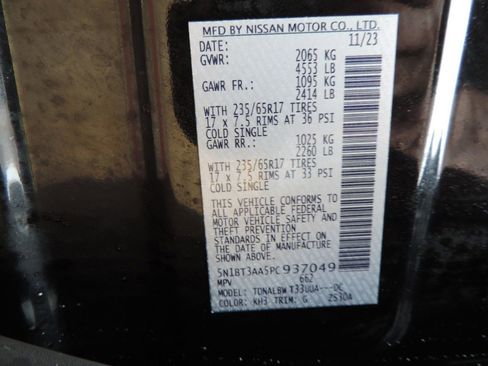 MFD BY NISSAN MOTOR CO., LTD.
DATE: 11/23
GVWR: 2065 KG
4553 LB
GAWR FR.: 1095 KG
2414 LB
WITH 235/65R17 TIRES
17 x 7.5 RIMS AT 36 PSI
COLD SINGLE
GAWR RR.: 1025 KG
2260 LB
WITH 235/65R17 TIRES
17 x 7.5 RIMS AT 33 PSI
COLD SINGLE
THIS VEHICLE CONFORMS TO
ALL APPLICABLE FEDERAL
MOTOR VEHICLE SAFETY AND
THEFT PREVENTION
STANDARDS IN EFFECT ON
THE DATE OF MANUFACTURE
SHOWN ABOVE.
5N1BT3AA5PC937049
MPV 662
MODEL: TONALBW T33UUA---DC
COLOR: KH3 TRIM: G 2530A